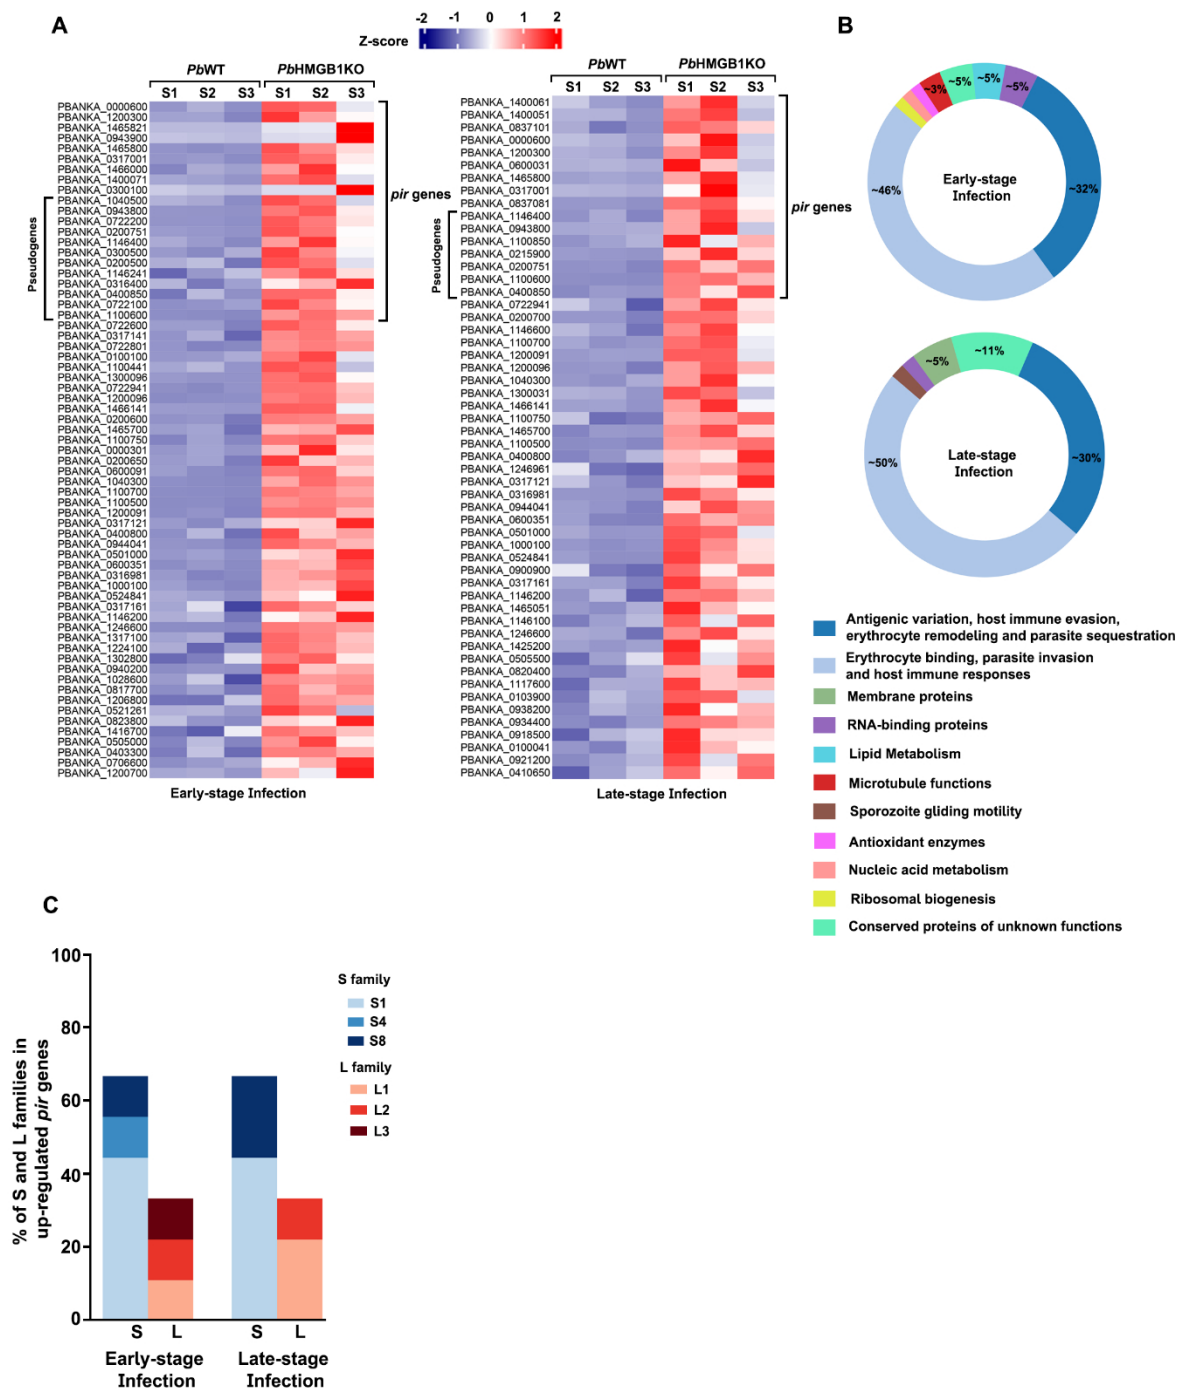 A
Z-score
-2 -1 0 1 2
PbWT PbHMGB1KO
S1 S2 S3 S1 S2 S3
PBANKA_0000600
PBANKA_1200300
PBANKA_1465821
PBANKA_0943900
PBANKA_1465800
PBANKA_0317001
PBANKA_1466000
PBANKA_1400071
PBANKA_0300100
PBANKA_1040500
PBANKA_0943800
PBANKA_0722200
PBANKA_0200751
PBANKA_1146400
PBANKA_0300500
PBANKA_0200500
PBANKA_1146241
PBANKA_0316400
PBANKA_0400850
PBANKA_0722100
PBANKA_1100600
PBANKA_0722600
PBANKA_0317141
PBANKA_0722801
PBANKA_0100100
PBANKA_1100441
PBANKA_1300096
PBANKA_0722941
PBANKA_1200096
PBANKA_1466141
PBANKA_0200600
PBANKA_1465700
PBANKA_1100750
PBANKA_0000301
PBANKA_0200650
PBANKA_0600091
PBANKA_1040300
PBANKA_1100700
PBANKA_1100500
PBANKA_1200091
PBANKA_0317121
PBANKA_0400800
PBANKA_0944041
PBANKA_0501000
PBANKA_0600351
PBANKA_0316981
PBANKA_1000100
PBANKA_0524841
PBANKA_0317161
PBANKA_1146200
PBANKA_1246600
PBANKA_1317100
PBANKA_1224100
PBANKA_1302800
PBANKA_0940200
PBANKA_1028600
PBANKA_0817700
PBANKA_1206800
PBANKA_0521261
PBANKA_0823800
PBANKA_1416700
PBANKA_0505000
PBANKA_0403300
PBANKA_0706600
PBANKA_1200700
Pseudogenes
pir genes
Early-stage Infection
PbWT PbHMGB1KO
S1 S2 S3 S1 S2 S3
PBANKA_1400061
PBANKA_1400051
PBANKA_0837101
PBANKA_0000600
PBANKA_1200300
PBANKA_0600031
PBANKA_1465800
PBANKA_0317001
PBANKA_0837081
PBANKA_1146400
PBANKA_0943800
PBANKA_1100850
PBANKA_0215900
PBANKA_0200751
PBANKA_1100600
PBANKA_0400850
PBANKA_0722941
PBANKA_0200700
PBANKA_1146600
PBANKA_1100700
PBANKA_1200091
PBANKA_1200096
PBANKA_1040300
PBANKA_1300031
PBANKA_1466141
PBANKA_1100750
PBANKA_1465700
PBANKA_1100500
PBANKA_0400800
PBANKA_1246961
PBANKA_0317121
PBANKA_0316981
PBANKA_0944041
PBANKA_0600351
PBANKA_0501000
PBANKA_1000100
PBANKA_0524841
PBANKA_0900900
PBANKA_0317161
PBANKA_1146200
PBANKA_1465051
PBANKA_1146100
PBANKA_1246600
PBANKA_1425200
PBANKA_0505500
PBANKA_0820400
PBANKA_1117600
PBANKA_0103900
PBANKA_0938200
PBANKA_0934400
PBANKA_0918500
PBANKA_0100041
PBANKA_0921200
PBANKA_0410650
Pseudogenes
pir genes
Late-stage Infection
B
~3%
~5%
~5%
~5%
~46%
~32%
Early-stage
Infection
~5%
~11%
~50%
~30%
Late-stage
Infection
Antigenic variation, host immune evasion,
erythrocyte remodeling and parasite sequestration
Erythrocyte binding, parasite invasion
and host immune responses
Membrane proteins
RNA-binding proteins
Lipid Metabolism
Microtubule functions
Sporozoite gliding motility
Antioxidant enzymes
Nucleic acid metabolism
Ribosomal biogenesis
Conserved proteins of unknown functions
C
% of S and L families in
up-regulated pir genes
100
80
60
40
20
0
S L S L
Early-stage
Infection
Late-stage
Infection
S family
S1
S4
S8
L family
L1
L2
L3